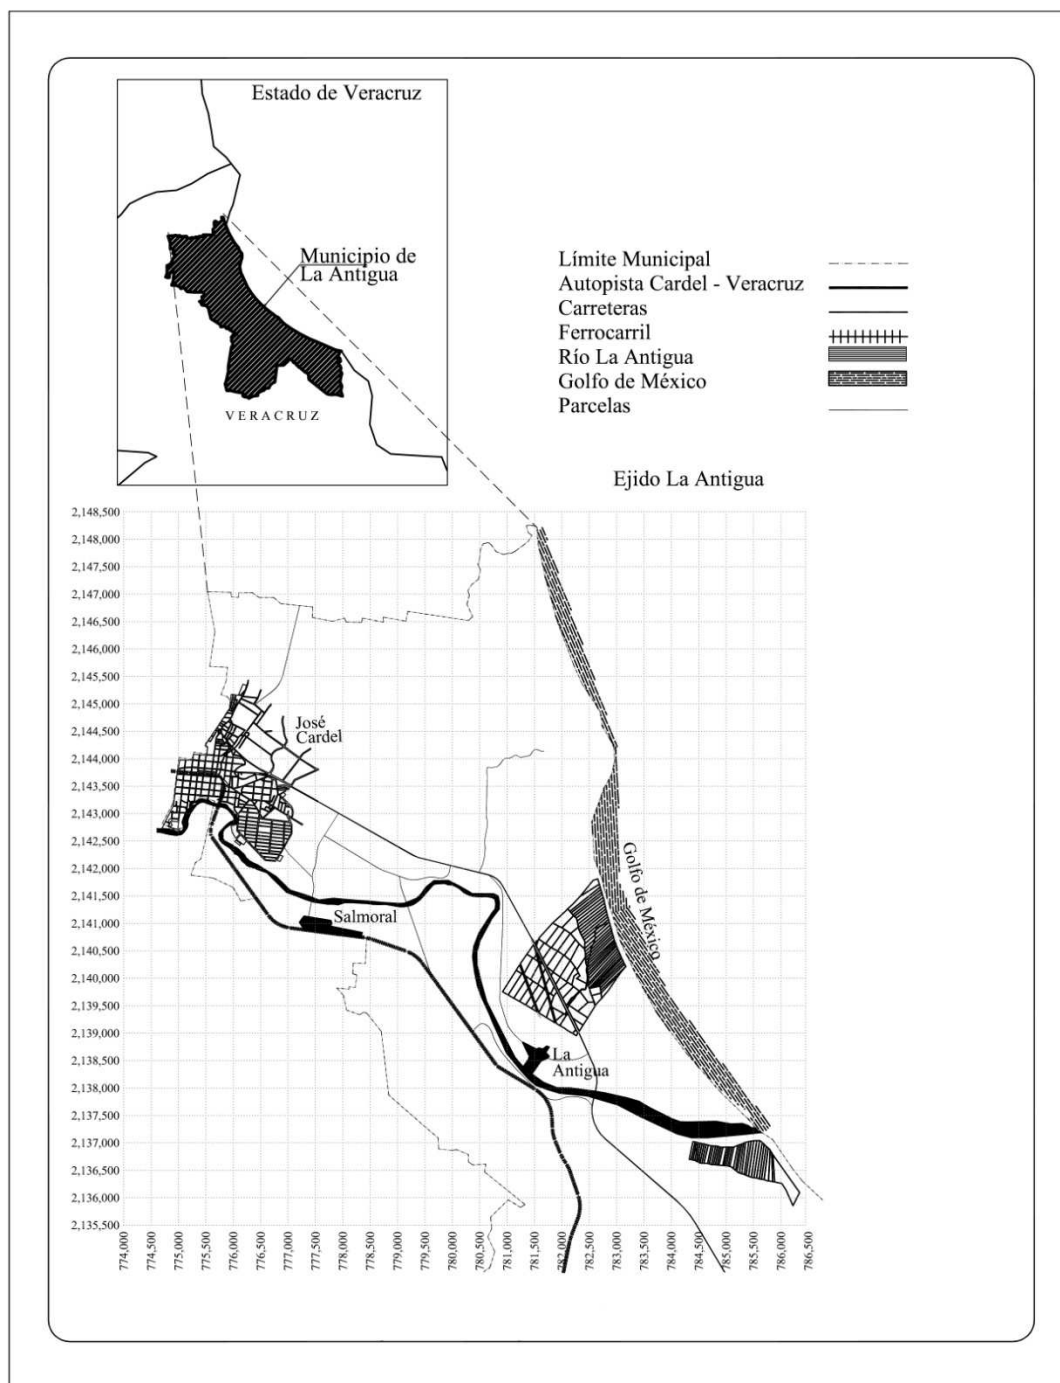 Estado de Veracruz
Municipio de
La Antigua
VERACRUZ
Límite Municipal
Autopista Cardel - Veracruz
Carreteras
Ferrocarril
Río La Antigua
Golfo de México
Parcelas
Ejido La Antigua
2,148,500
2,148,000
2,147,500
2,147,000
2,146,500
2,146,000
2,145,500
2,145,000
2,144,500
2,144,000
2,143,500
2,143,000
2,142,500
2,142,000
2,141,500
2,141,000
2,140,500
2,140,000
2,139,500
2,139,000
2,138,500
2,138,000
2,137,500
2,137,000
2,136,500
2,136,000
2,135,500
José
Cardel
Salmoral
Golfo de México
La
Antigua
774,000
774,500
775,000
775,500
776,000
776,500
777,000
777,500
778,000
778,500
779,000
779,500
780,000
780,500
781,000
781,500
782,000
782,500
783,000
783,500
784,000
784,500
785,000
785,500
786,000
786,500